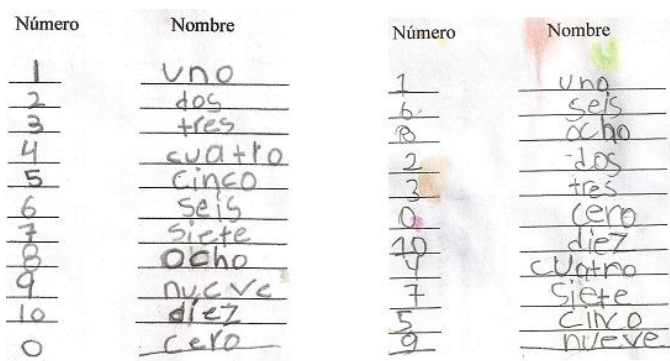 Número Nombre
1 uno
2 dos
3 tres
4 cuatro
5 cinco
6 seis
7 siete
8 ocho
9 nueve
10 diez
0 cero
Número Nombre
1 uno
6 seis
8 ocho
2 dos
3 tres
0 cero
10 diez
4 cuatro
7 siete
5 cinco
9 nueve